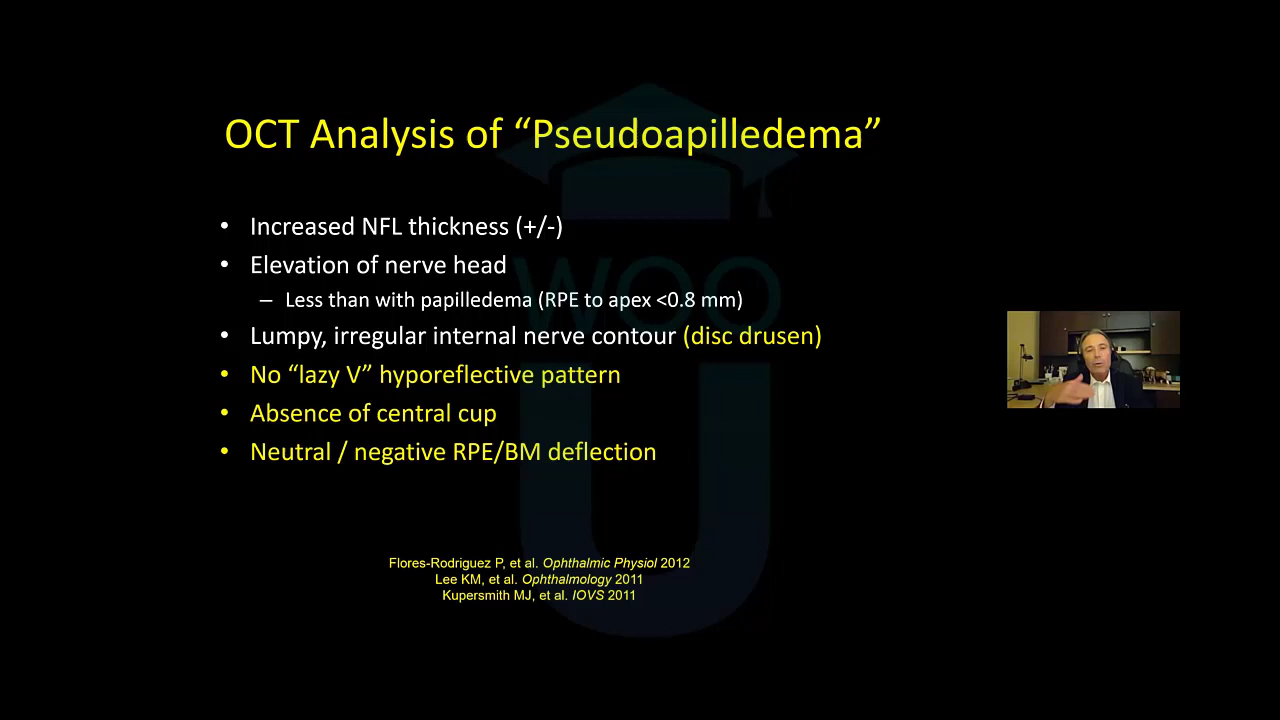 OCT Analysis of “Pseudoapilledema”
• Increased NFL thickness (+/-)
• Elevation of nerve head
– Less than with papilledema (RPE to apex <0.8 mm)
• Lumpy, irregular internal nerve contour (disc drusen)
• No “lazy V” hyporeflective pattern
• Absence of central cup
• Neutral / negative RPE/BM deflection
Flores-Rodriguez P, et al. Ophthalmic Physiol 2012
Lee KM, et al. Ophthalmology 2011
Kupersmith MJ, et al. IOVS 2011
WOO
U